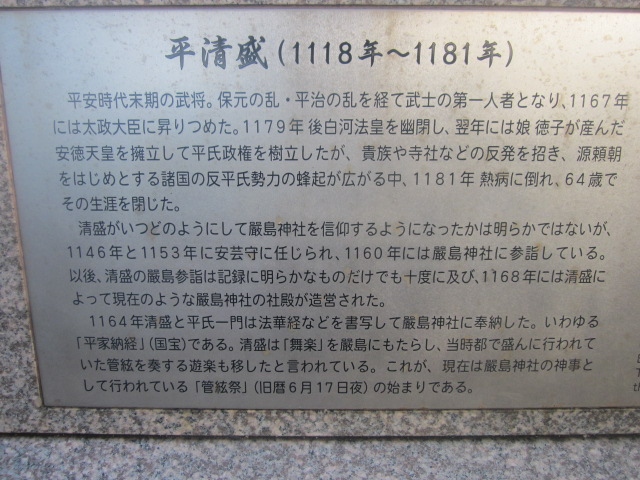 平清盛(1118年～1181年)
平安時代末期の武将。保元の乱・平治の乱を経て武士の第一人者となり、1167年
には太政大臣に昇りつめた。1179年 後白河法皇を幽閉し、翌年には娘 徳子が産んだ
安徳天皇を擁立して平氏政権を樹立したが、貴族や寺社などの反発を招き、源頼朝
をはじめとする諸国の反平氏勢力の蜂起が広がる中、1181年 熱病に倒れ、64歳で
その生涯を閉じた。
清盛がいつどのようにして厳島神社を信仰するようになったかは明らかではないが、
1146年と1153年に安芸守に任じられ、1160年には厳島神社に参詣している。
以後、清盛の厳島参詣は記録に明らかなものだけでも十度に及び、1168年には清盛に
よって現在のような厳島神社の社殿が造営された。
1164年清盛と平氏一門は法華経などを書写して厳島神社に奉納した。いわゆる
「平家納経」(国宝)である。清盛は「舞楽」を厳島にもたらし、当時都で盛んに行われて
いた管絃を奏する遊楽も移したと言われている。これが、現在は厳島神社の神事と
して行われている「管絃祭」(旧暦6月17日夜)の始まりである。